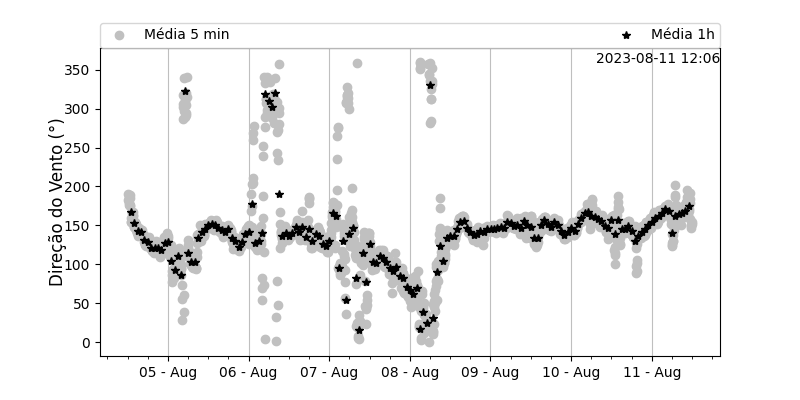 Média 5 min
Média 1h
2023-08-11 12:06
Direção do Vento (°)
350
300
250
200
150
100
50
0
05 - Aug
06 - Aug
07 - Aug
08 - Aug
09 - Aug
10 - Aug
11 - Aug